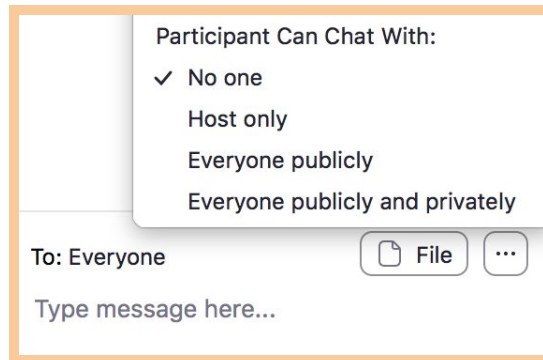 Participant Can Chat With:
✓ No one
Host only
Everyone publicly
Everyone publicly and privately
To: Everyone
File
...
Type message here...